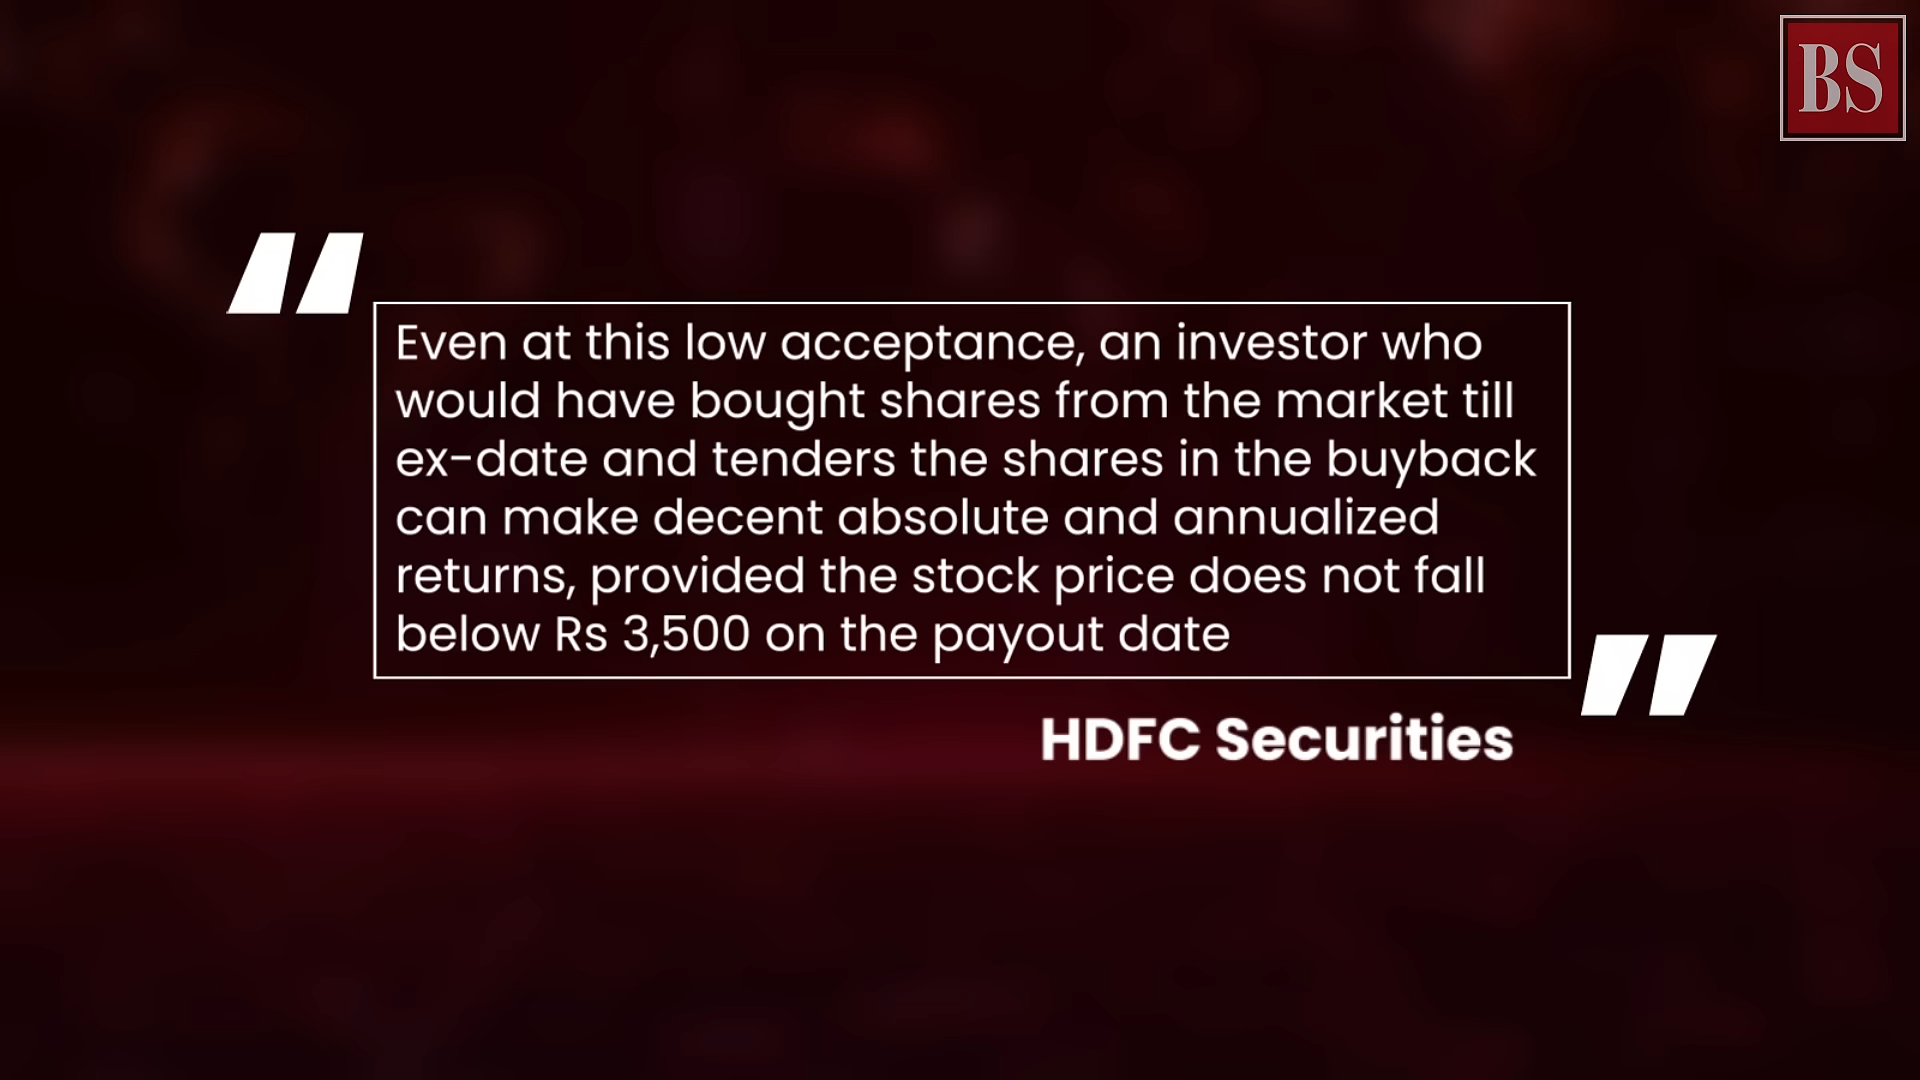 BS
Even at this low acceptance, an investor who
would have bought shares from the market till
ex-date and tenders the shares in the buyback
can make decent absolute and annualized
returns, provided the stock price does not fall
below Rs 3,500 on the payout date
HDFC Securities